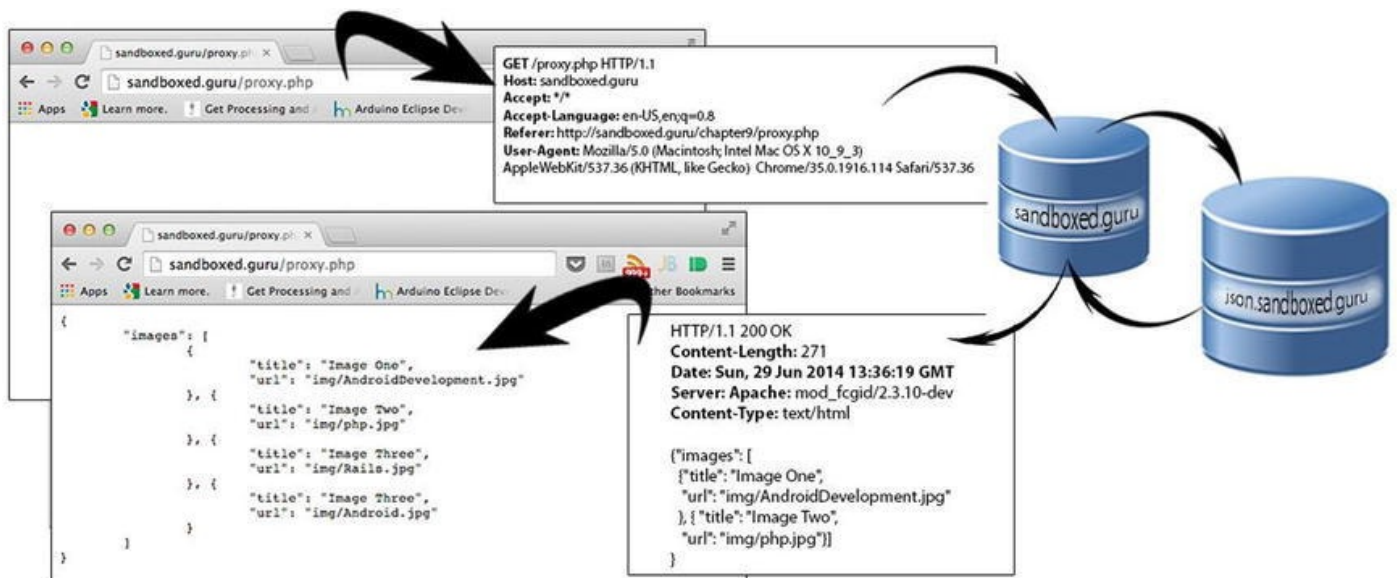 sandboxed.guru/proxy.ph ×
sandboxed.guru/proxy.php
Apps Learn more. Get Processing and Arduino Eclipse Dev
GET /proxy.php HTTP/1.1
Host: sandboxed.guru
Accept: */*
Accept-Language: en-US,en;q=0.8
Referer: http://sandboxed.guru/chapter9/proxy.php
User-Agent: Mozilla/5.0 (Macintosh; Intel Mac OS X 10_9_3)
AppleWebKit/537.36 (KHTML, like Gecko) Chrome/35.0.1916.114 Safari/537.36
sandboxed.guru
json.sandboxed.guru
sandboxed.guru/proxy.ph ×
sandboxed.guru/proxy.php
Apps Learn more. Get Processing and Arduino Eclipse Dev ther Bookmarks
{
"images": [
{
"title": "Image One",
"url": "img/AndroidDevelopment.jpg"
}, {
"title": "Image Two",
"url": "img/php.jpg"
}, {
"title": "Image Three",
"url": "img/Rails.jpg"
}, {
"title": "Image Three",
"url": "img/Android.jpg"
}
]
}
HTTP/1.1 200 OK
Content-Length: 271
Date: Sun, 29 Jun 2014 13:36:19 GMT
Server: Apache: mod_fcgid/2.3.10-dev
Content-Type: text/html
{"images": [
{"title": "Image One",
"url": "img/AndroidDevelopment.jpg"
}, { "title": "Image Two",
"url": "img/php.jpg"}]
}